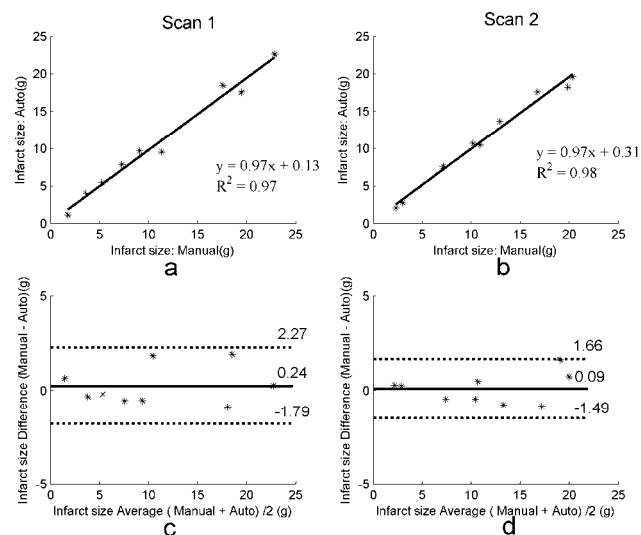 Scan 1
Scan 2
Infarct size: Auto(g)
25
20
15
10
5
0
y = 0.97x + 0.13
R² = 0.97
0 5 10 15 20 25
Infarct size: Manual(g)
a
Infarct size: Auto(g)
25
20
15
10
5
0
y = 0.97x + 0.31
R² = 0.98
0 5 10 15 20 25
Infarct size: Manual(g)
b
Infarct size Difference (Manual - Auto)(g)
5
0
-5
2.27
0.24
-1.79
0 5 10 15 20 25
Infarct size Average ( Manual + Auto) /2 (g)
c
Infarct size Difference (Manual - Auto)(g)
5
0
-5
1.66
0.09
-1.49
0 5 10 15 20 25
Infarct size Average ( Manual + Auto) /2 (g)
d